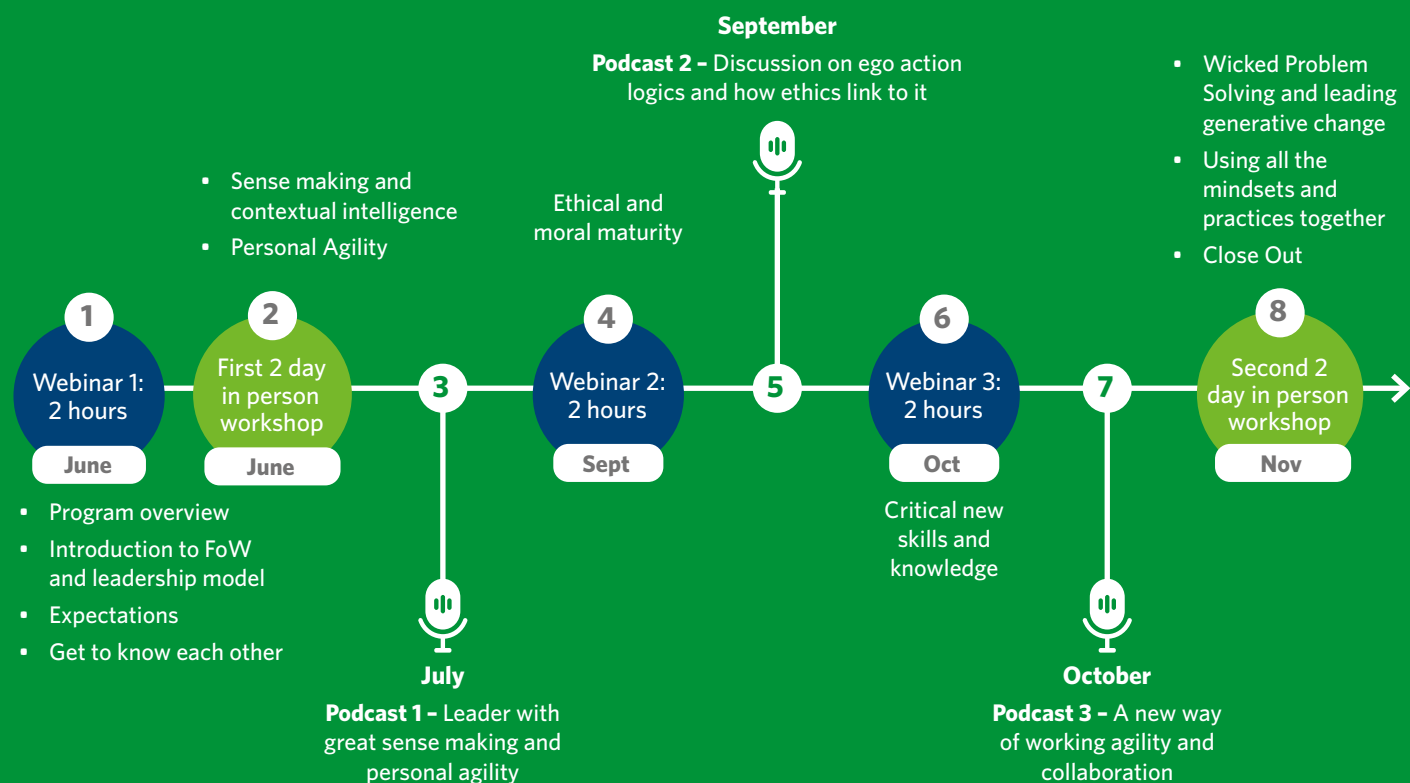 September
Podcast 2 – Discussion on ego action
logics and how ethics link to it
▪ Wicked Problem
Solving and leading
generative change
▪ Using all the
mindsets and
practices together
▪ Close Out
▪ Sense making and
contextual intelligence
▪ Personal Agility
Ethical and
moral maturity
1
Webinar 1:
2 hours
June
▪ Program overview
▪ Introduction to FoW
and leadership model
▪ Expectations
▪ Get to know each other
2
First 2 day
in person
workshop
June
3
July
Podcast 1 – Leader with
great sense making and
personal agility
4
Webinar 2:
2 hours
Sept
5
6
Webinar 3:
2 hours
Oct
Critical new
skills and
knowledge
7
October
Podcast 3 – A new way
of working agility and
collaboration
8
Second 2
day in person
workshop
Nov